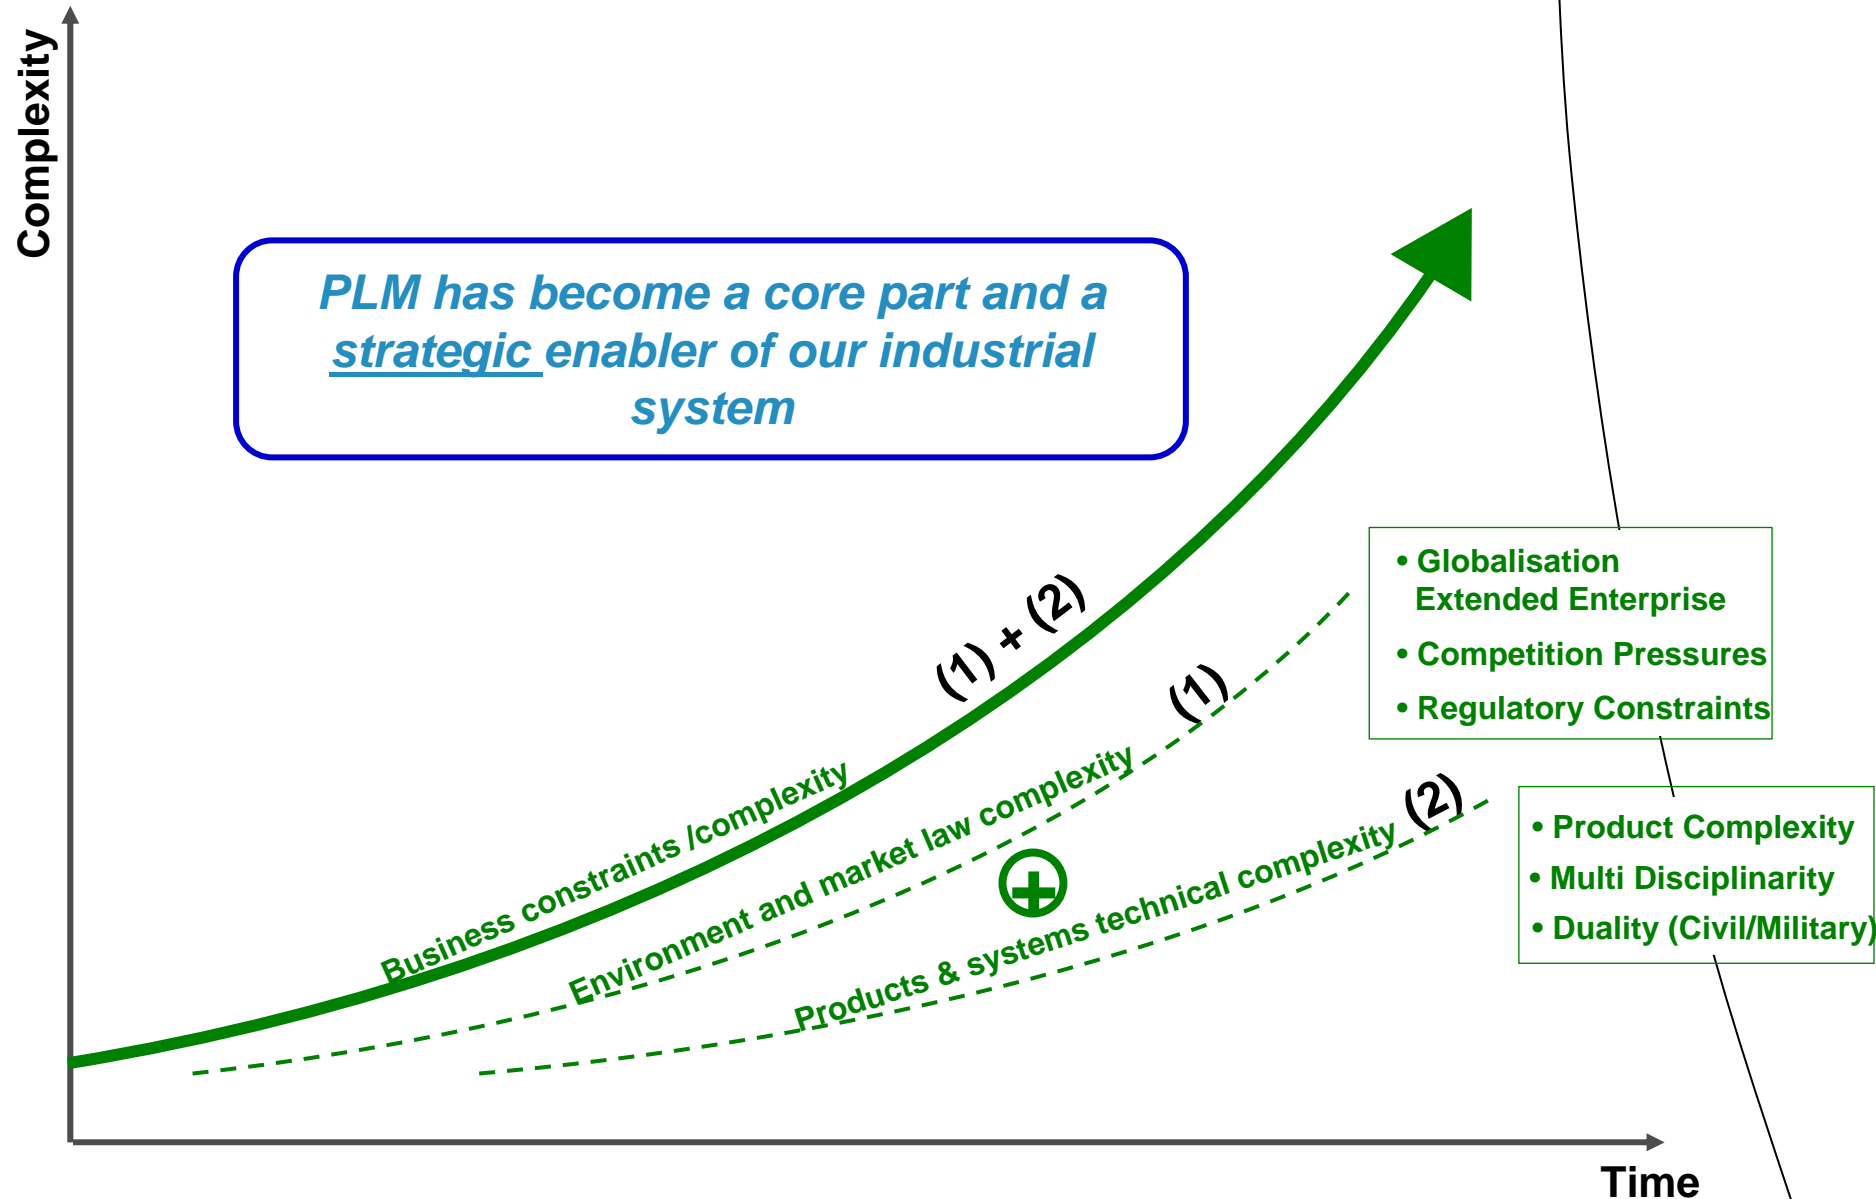 Complexity
PLM has become a core part and a
strategic enabler of our industrial
system
• Globalisation
Extended Enterprise
• Competition Pressures
• Regulatory Constraints
(1) + (2)
(1)
(2)
Business constraints /complexity
Environment and market law complexity
Products & systems technical complexity
• Product Complexity
• Multi Disciplinarity
• Duality (Civil/Military)
Time